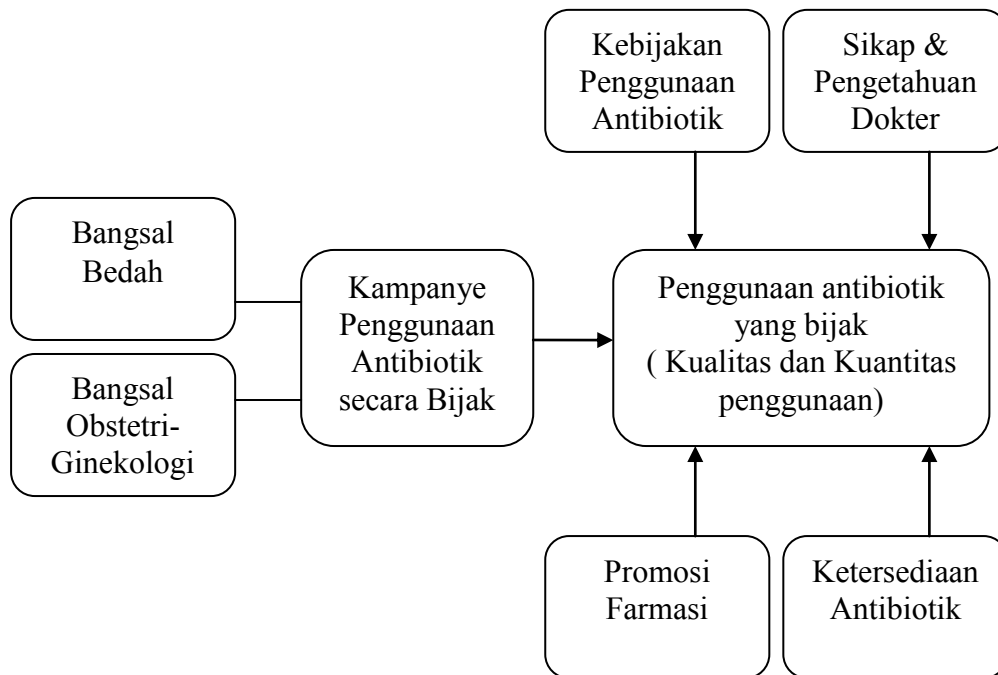 Kebijakan
Penggunaan
Antibiotik
Sikap &
Pengetahuan
Dokter
Bangsal
Bedah
Bangsal
Obstetri-
Ginekologi
Kampanye
Penggunaan
Antibiotik
secara Bijak
Penggunaan antibiotik
yang bijak
( Kualitas dan Kuantitas
penggunaan)
Promosi
Farmasi
Ketersediaan
Antibiotik